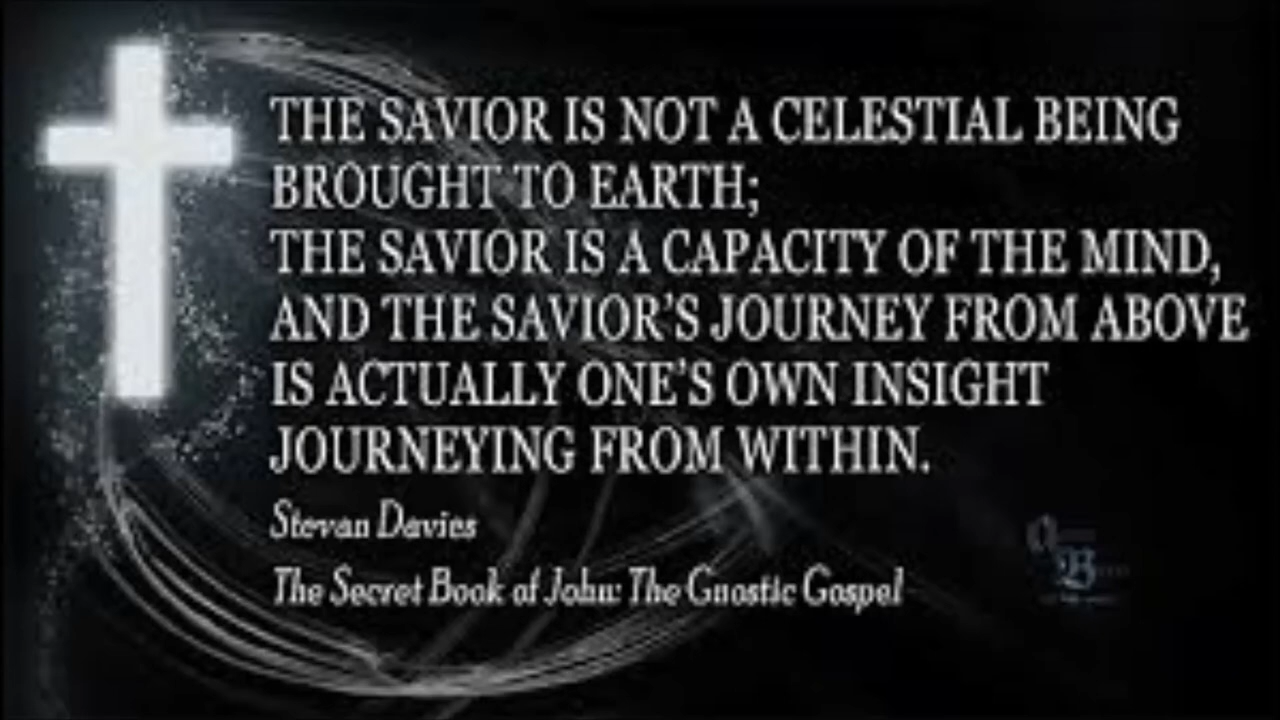 THE SAVIOR IS NOT A CELESTIAL BEING
BROUGHT TO EARTH;
THE SAVIOR IS A CAPACITY OF THE MIND,
AND THE SAVIOR'S JOURNEY FROM ABOVE
IS ACTUALLY ONE'S OWN INSIGHT
JOURNEYING FROM WITHIN.
Stevan Davies
The Secret Book of John: The Gnostic Gospel